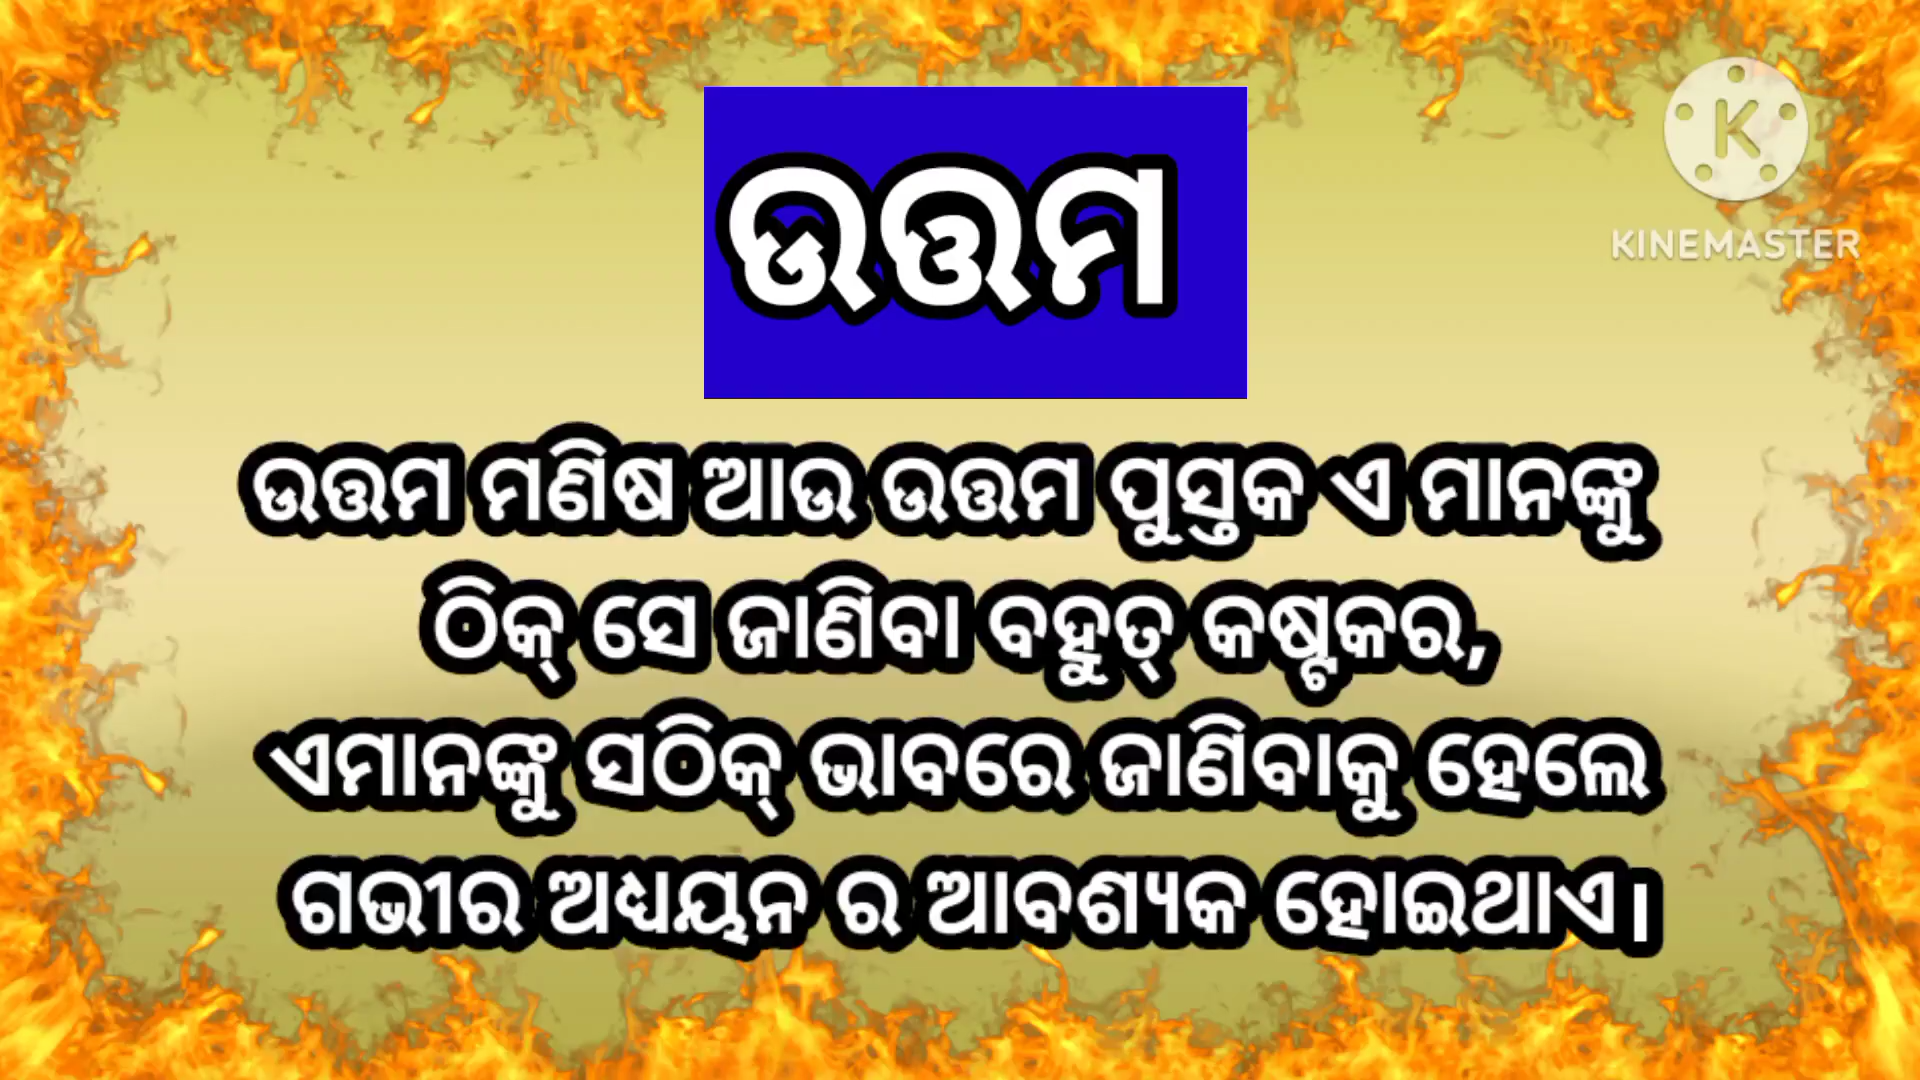 ଉତ୍ତମ
K
KINEMASTER
ଉତ୍ତମ ମଣିଷ ଆଉ ଉତ୍ତମ ପୁସ୍ତକ ଏ ମାନଙ୍କୁ
ଠିକ୍ ସେ ଜାଣିବା ବହୁତ୍ କଷ୍ଟକର,
ଏମାନଙ୍କୁ ସଠିକ୍ ଭାବରେ ଜାଣିବାକୁ ହେଲେ
ଗଭୀର ଅଧ୍ୟୟନ ର ଆବଶ୍ୟକ ହୋଇଥାଏ।